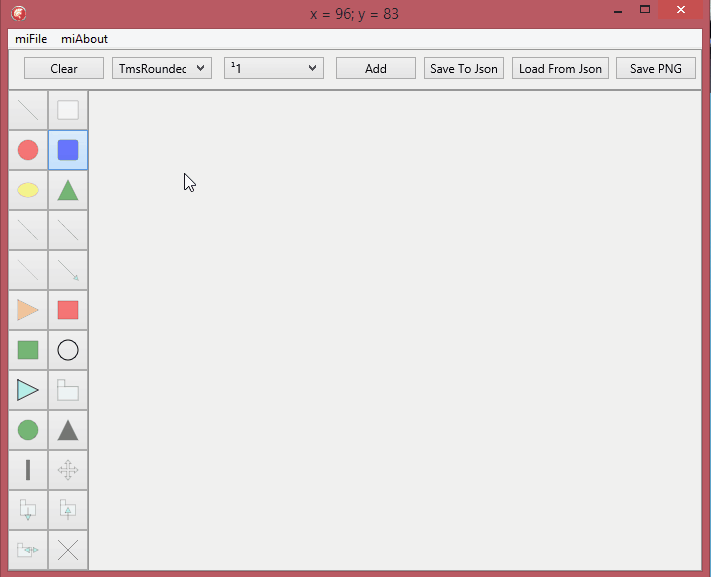 x = 96; y = 83
miFile miAbout
Clear TmsRoundec ¹1 Add Save To Json Load From Json Save PNG